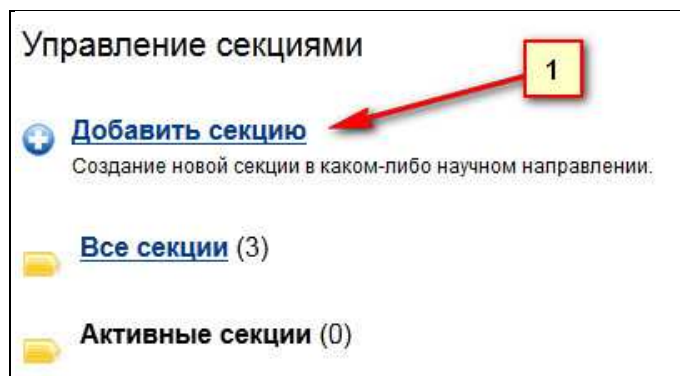 Управление секциями
1
Добавить секцию
Создание новой секции в каком-либо научном направлении.
Все секции (3)
Активные секции (0)